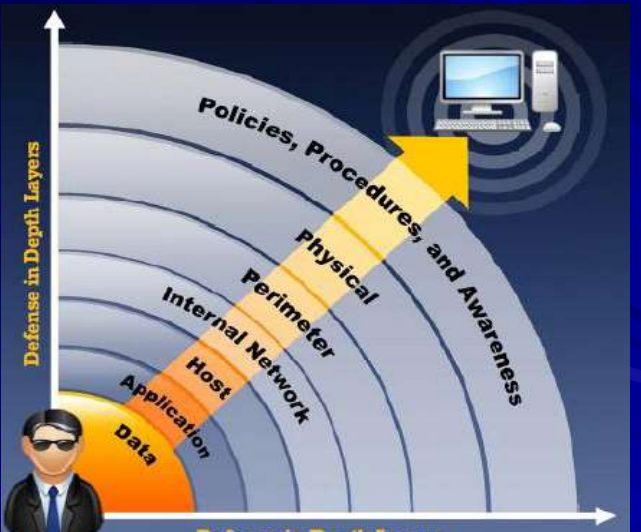 Defense in Depth Layers
Policies, Procedures, and Awareness
Physical
Perimeter
Internal Network
Host
Application
Data